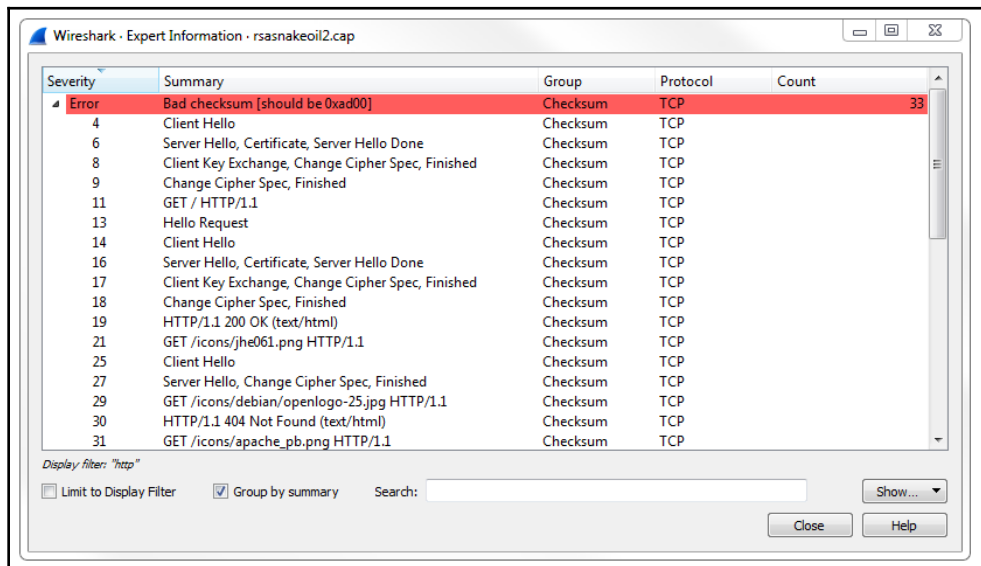 Wireshark · Expert Information · rsasnakeoil2.cap
Severity Summary Group Protocol Count
Error Bad checksum [should be 0xad00] Checksum TCP 33
4 Client Hello Checksum TCP
6 Server Hello, Certificate, Server Hello Done Checksum TCP
8 Client Key Exchange, Change Cipher Spec, Finished Checksum TCP
9 Change Cipher Spec, Finished Checksum TCP
11 GET / HTTP/1.1 Checksum TCP
13 Hello Request Checksum TCP
14 Client Hello Checksum TCP
16 Server Hello, Certificate, Server Hello Done Checksum TCP
17 Client Key Exchange, Change Cipher Spec, Finished Checksum TCP
18 Change Cipher Spec, Finished Checksum TCP
19 HTTP/1.1 200 OK (text/html) Checksum TCP
21 GET /icons/jhe061.png HTTP/1.1 Checksum TCP
25 Client Hello Checksum TCP
27 Server Hello, Change Cipher Spec, Finished Checksum TCP
29 GET /icons/debian/openlogo-25.jpg HTTP/1.1 Checksum TCP
30 HTTP/1.1 404 Not Found (text/html) Checksum TCP
31 GET /icons/apache_pb.png HTTP/1.1 Checksum TCP
Display filter: "http"
Limit to Display Filter Group by summary Search: Show...
Close Help